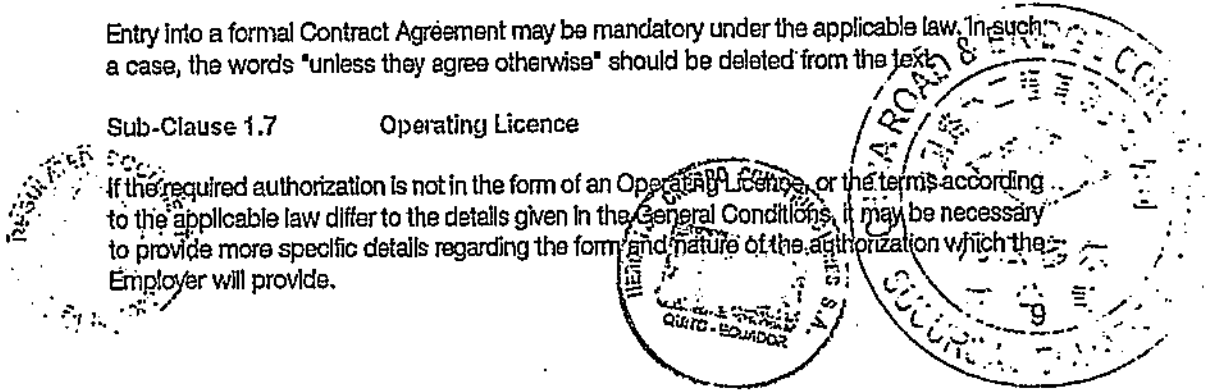 Entry into a formal Contract Agreement may be mandatory under the applicable law. In such
a case, the words "unless they agree otherwise" should be deleted from the text.
Sub-Clause 1.7 Operating Licence
If the required authorization is not in the form of an Operating Licence, or the terms according
to the applicable law differ to the details given in the General Conditions, it may be necessary
to provide more specific details regarding the form and nature of the authorization which the
Employer will provide.
S.A.
QUITO - ECUADOR
ROAD &
SUCURSAL